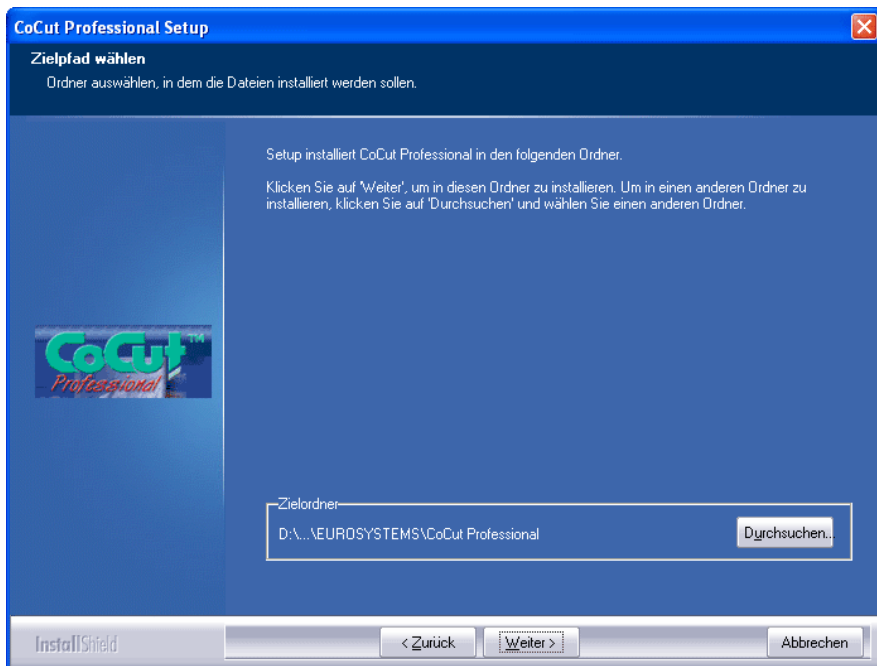 CoCut Professional Setup
Zielpfad wählen
Ordner auswählen, in dem die Dateien installiert werden sollen.
Setup installiert CoCut Professional in den folgenden Ordner.
Klicken Sie auf 'Weiter', um in diesen Ordner zu installieren. Um in einen anderen Ordner zu
installieren, klicken Sie auf 'Durchsuchen' und wählen Sie einen anderen Ordner.
CoCut™
Professional
Zielordner
D:\...\EUROSYSTEMS\CoCut Professional
Durchsuchen...
InstallShield
< Zurück
Weiter >
Abbrechen